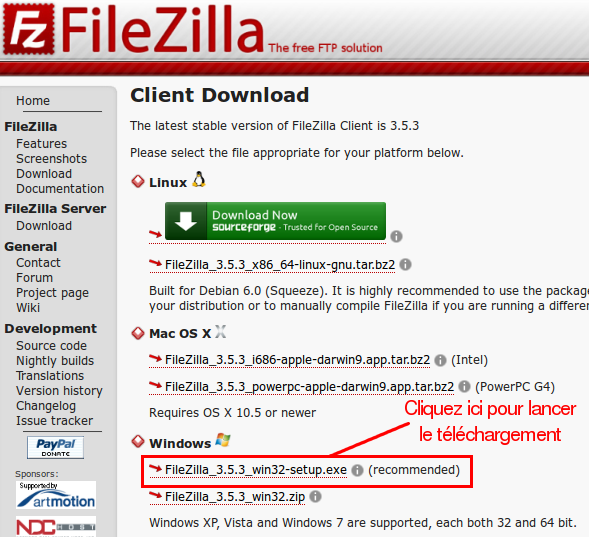 Fz FileZilla The free FTP solution
Home
FileZilla
Features
Screenshots
Download
Documentation
FileZilla Server
Download
General
Contact
Forum
Project page
Wiki
Development
Source code
Nightly builds
Translations
Version history
Changelog
Issue tracker
PayPal
DONATE
Sponsors:
Supported by
artmotion
NDCHOST
Client Download
The latest stable version of FileZilla Client is 3.5.3
Please select the file appropriate for your platform below.
Linux
Download Now
sourceforge - Trusted for Open Source
FileZilla_3.5.3_x86_64-linux-gnu.tar.bz2
Built for Debian 6.0 (Squeeze). It is highly recommended to use the packag
your distribution or to manually compile FileZilla if you are running a differen
Mac OS X
FileZilla_3.5.3_i686-apple-darwin9.app.tar.bz2 (Intel)
FileZilla_3.5.3_powerpc-apple-darwin9.app.tar.bz2 (PowerPC G4)
Requires OS X 10.5 or newer
Cliquez ici pour lancer
le téléchargement
Windows
FileZilla_3.5.3_win32-setup.exe (recommended)
FileZilla_3.5.3_win32.zip
Windows XP, Vista and Windows 7 are supported, each both 32 and 64 bit.